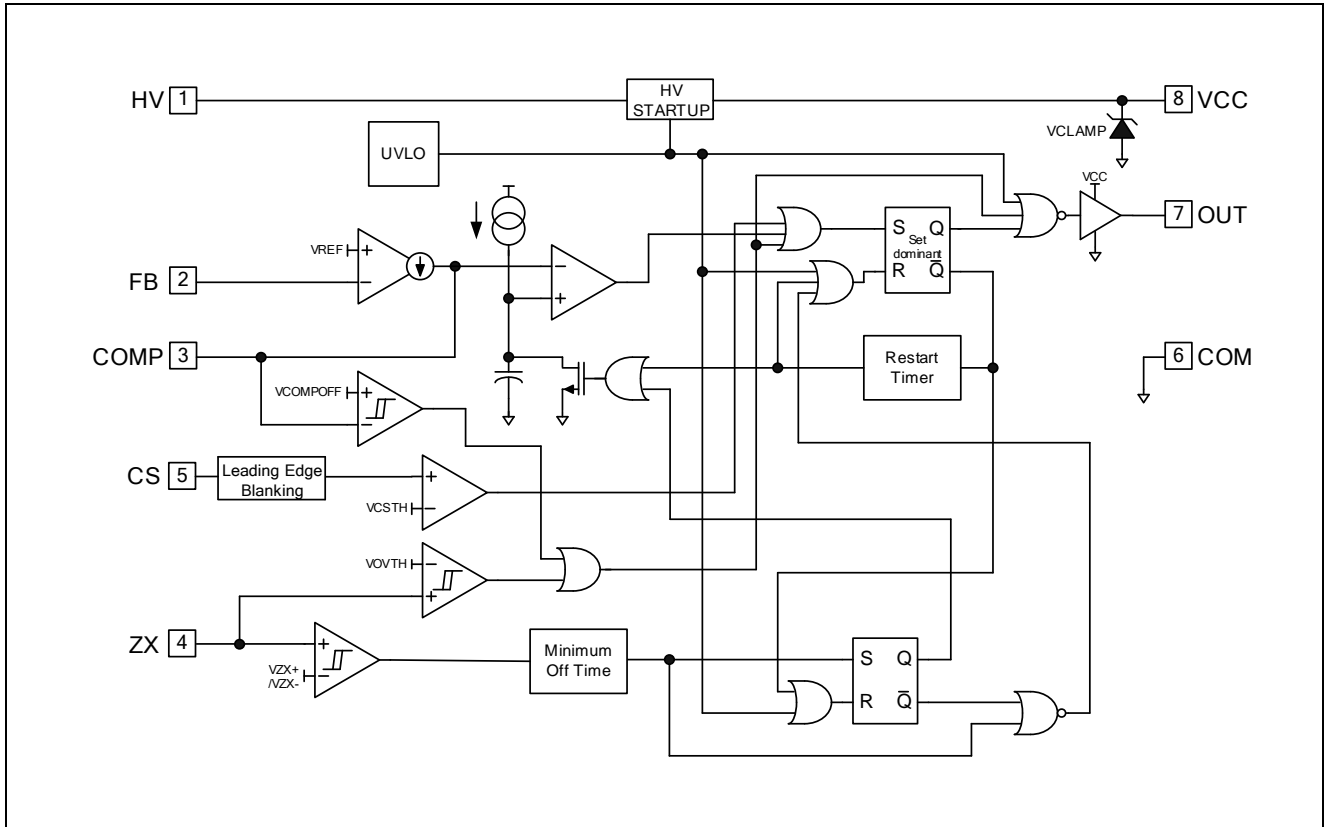 HV 1
HV
STARTUP
8 VCC
VCLAMP
UVLO
VCC
7 OUT
S Q
Set
dominant
R Q̅
VREF
+
−
FB 2
−
+
COMP 3
Restart
Timer
6 COM
VCOMPOFF
+
−
CS 5
Leading Edge
Blanking
+
VCSTH
−
VOVTH
−
+
ZX 4
+
VZX+
/VZX-
−
Minimum
Off Time
S Q
R Q̅